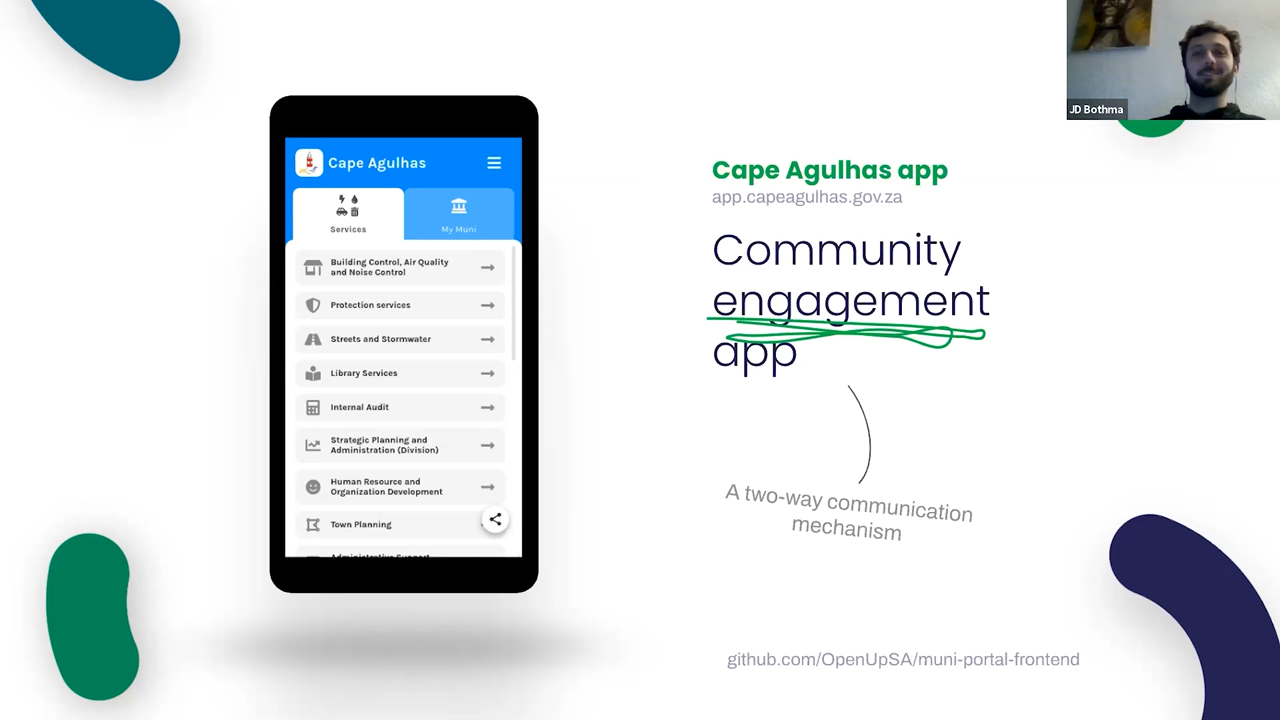 JD Bothma
Cape Agulhas
Services
My Muni
Building Control, Air Quality
and Noise Control
Protection services
Streets and Stormwater
Library Services
Internal Audit
Strategic Planning and
Administration (Division)
Human Resource and
Organization Development
Town Planning
Administrative Support
Cape Agulhas app
app.capeagulhas.gov.za
Community
engagement
app
A two-way communication
mechanism
github.com/OpenUpSA/muni-portal-frontend